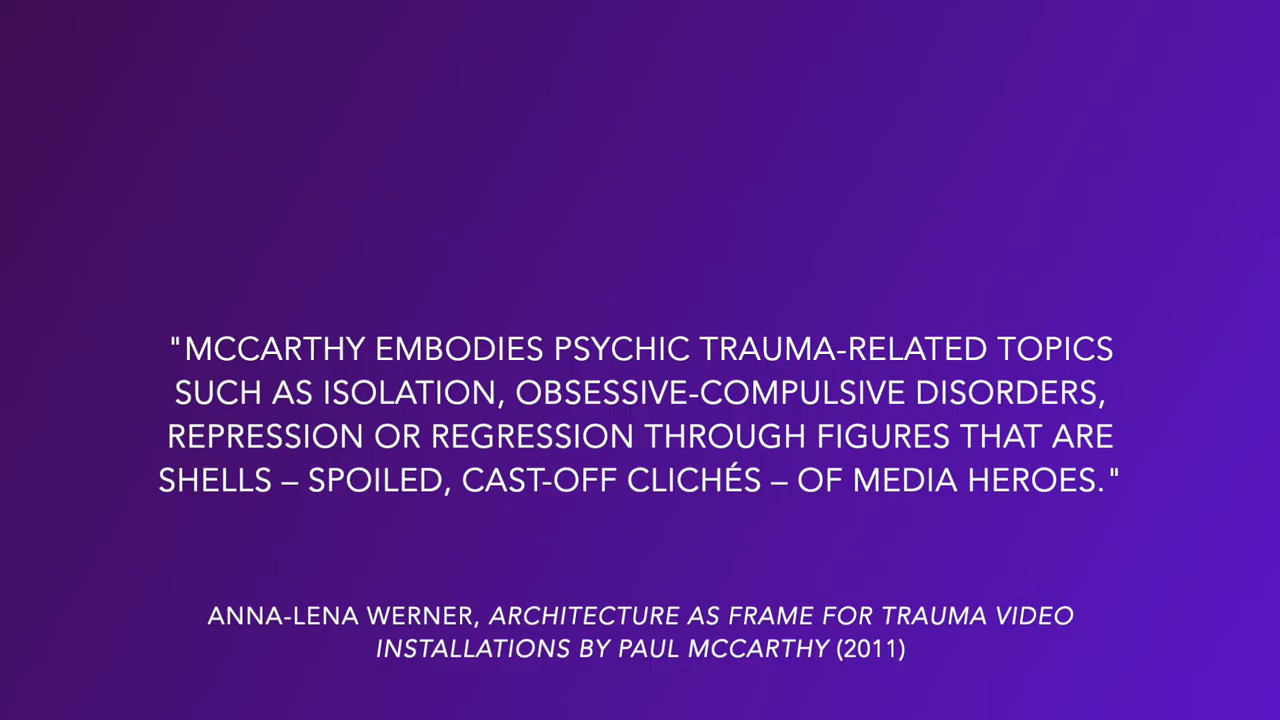 "MCCARTHY EMBODIES PSYCHIC TRAUMA-RELATED TOPICS
SUCH AS ISOLATION, OBSESSIVE-COMPULSIVE DISORDERS,
REPRESSION OR REGRESSION THROUGH FIGURES THAT ARE
SHELLS – SPOILED, CAST-OFF CLICHÉS – OF MEDIA HEROES."
ANNA-LENA WERNER, ARCHITECTURE AS FRAME FOR TRAUMA VIDEO
INSTALLATIONS BY PAUL MCCARTHY (2011)